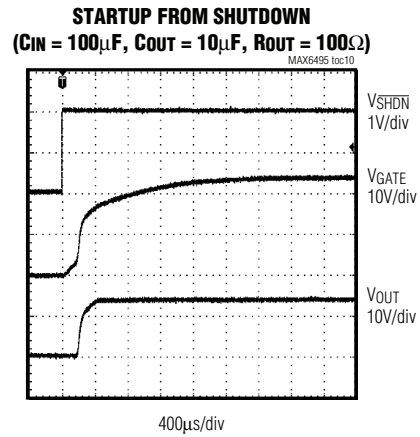 STARTUP FROM SHUTDOWN
(CIN = 100µF, COUT = 10µF, ROUT = 100Ω)
MAX6495 toc10
VSHDN
1V/div
VGATE
10V/div
VOUT
10V/div
400µs/div